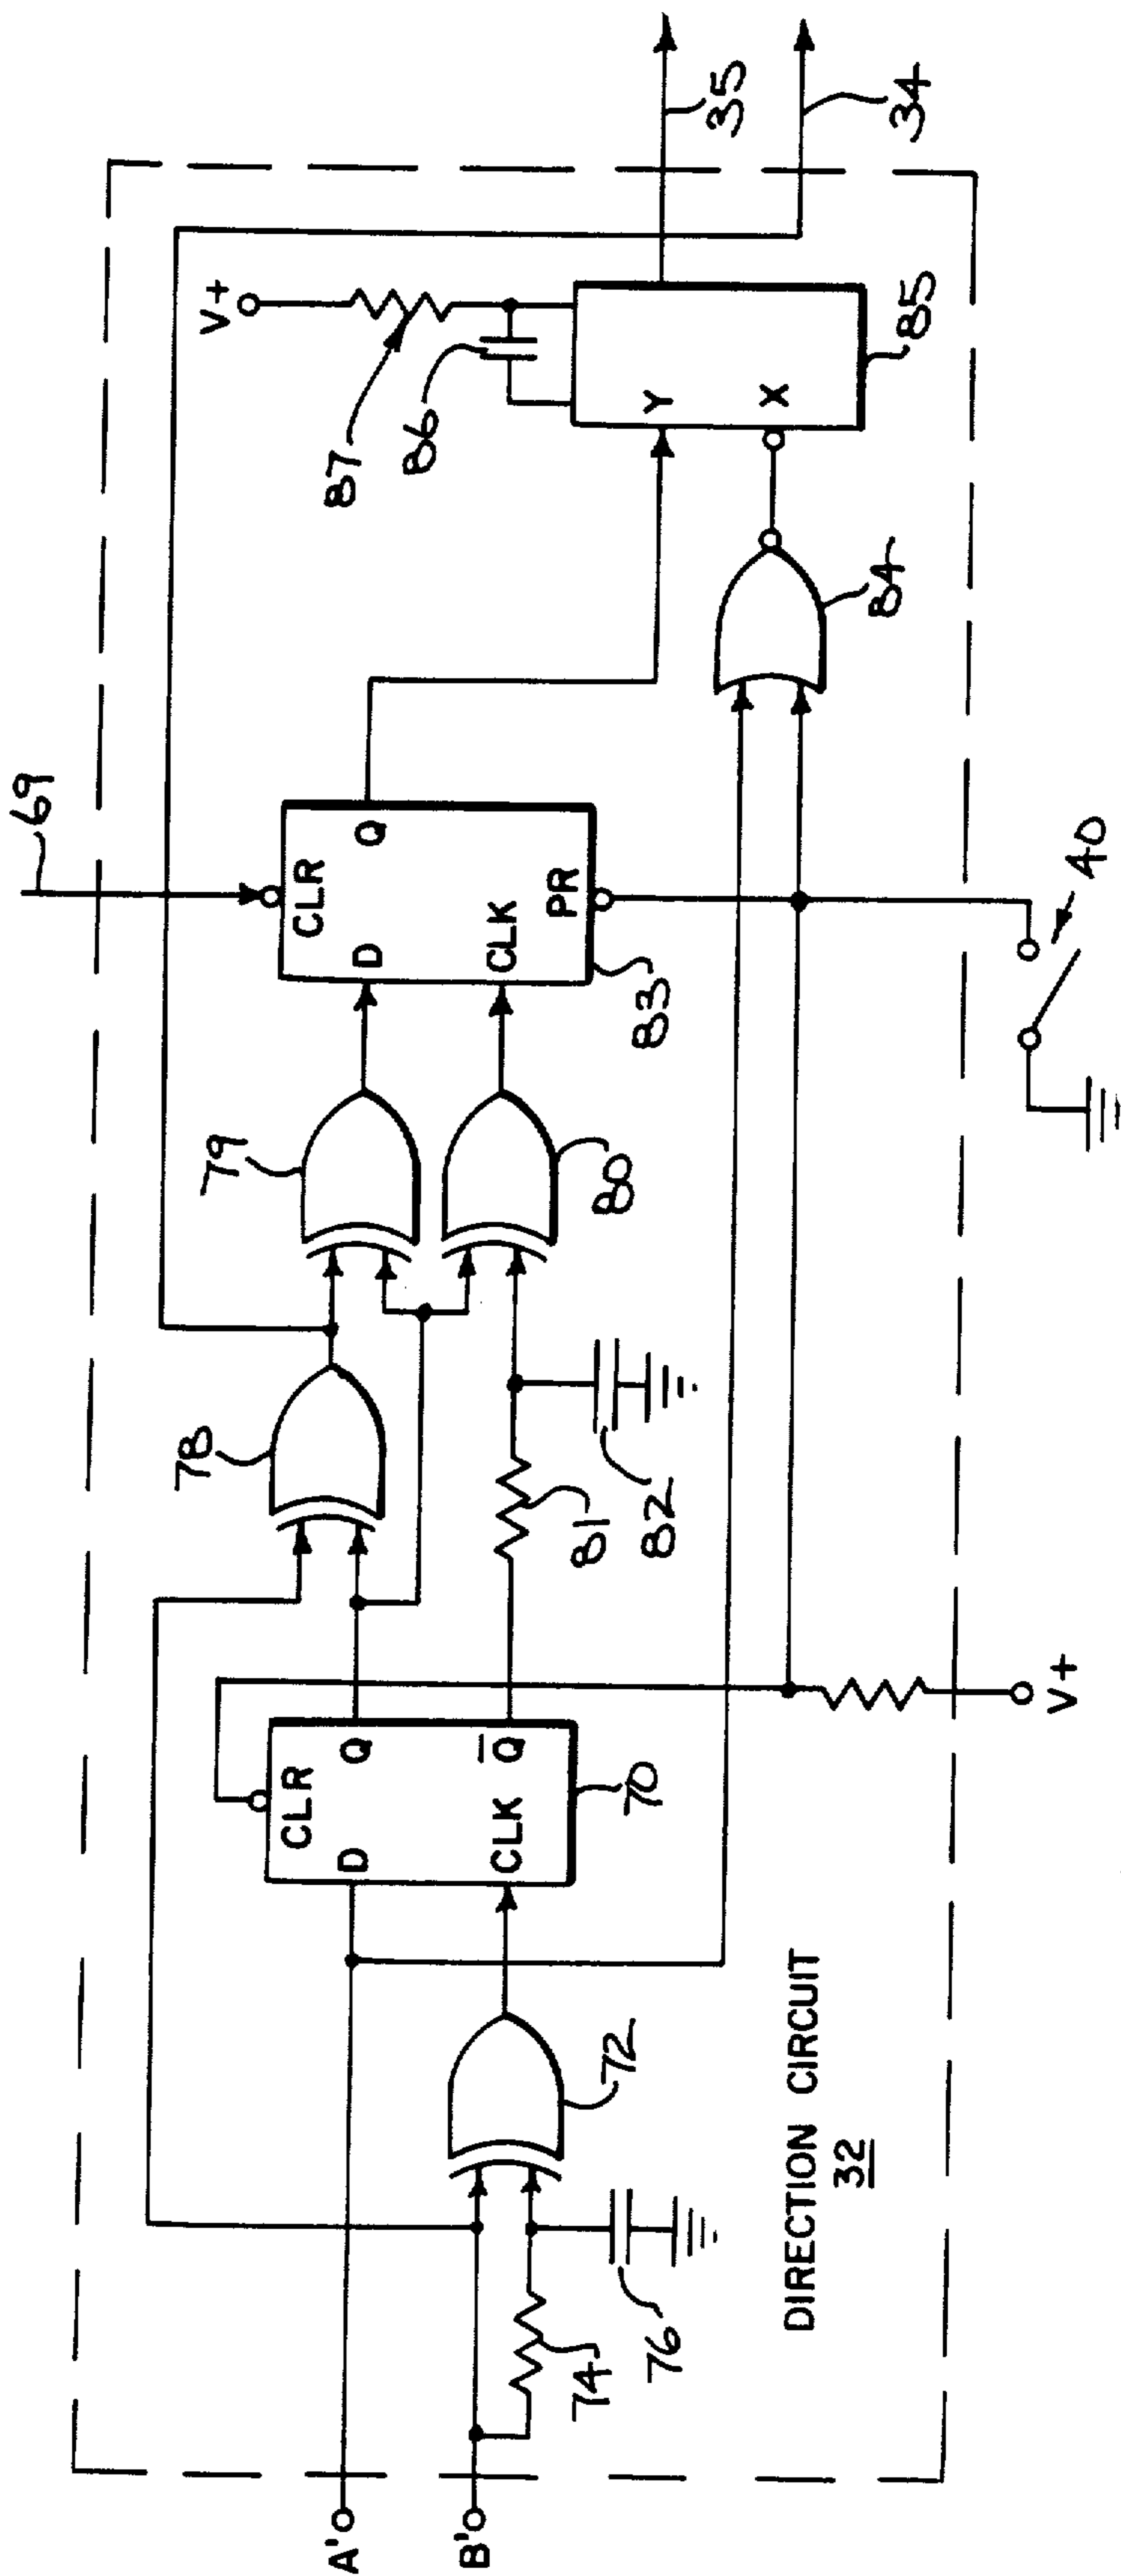 69
V+
87
86
35
34
Y
X
85
84
CLR
D
Q
CLK
PR
83
40
79
80
78
81
82
CLR
D
Q
CLK
Q̅
70
V+
72
74
76
A'
B'
DIRECTION CIRCUIT
32